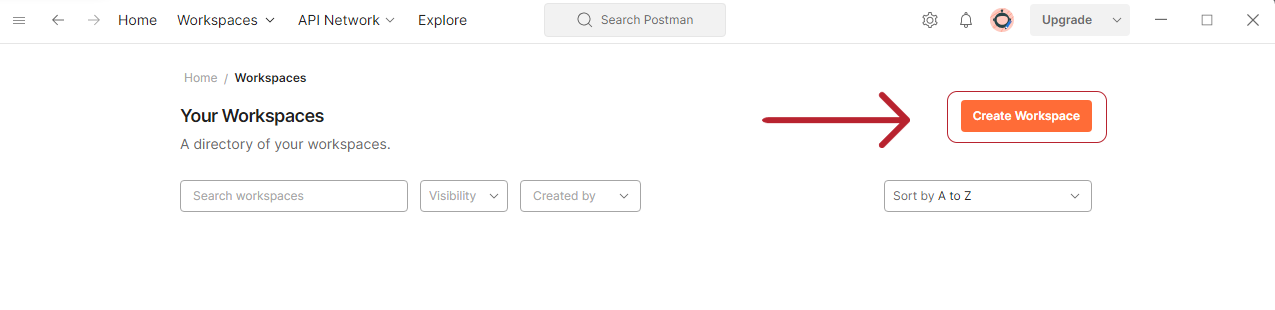 Home Workspaces API Network Explore Search Postman Upgrade
Home / Workspaces
Your Workspaces
Create Workspace
A directory of your workspaces.
Search workspaces Visibility Created by Sort by A to Z